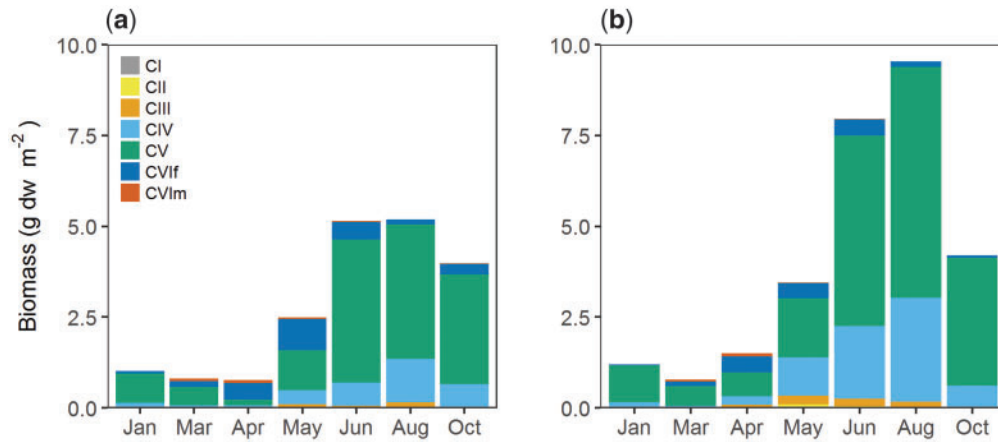 (a)
(b)
Biomass (g dw m-2)
10.0
7.5
5.0
2.5
0.0
CI
CII
CIII
CIV
CV
CVIf
CVIm
Jan Mar Apr May Jun Aug Oct
10.0
7.5
5.0
2.5
0.0
Jan Mar Apr May Jun Aug Oct